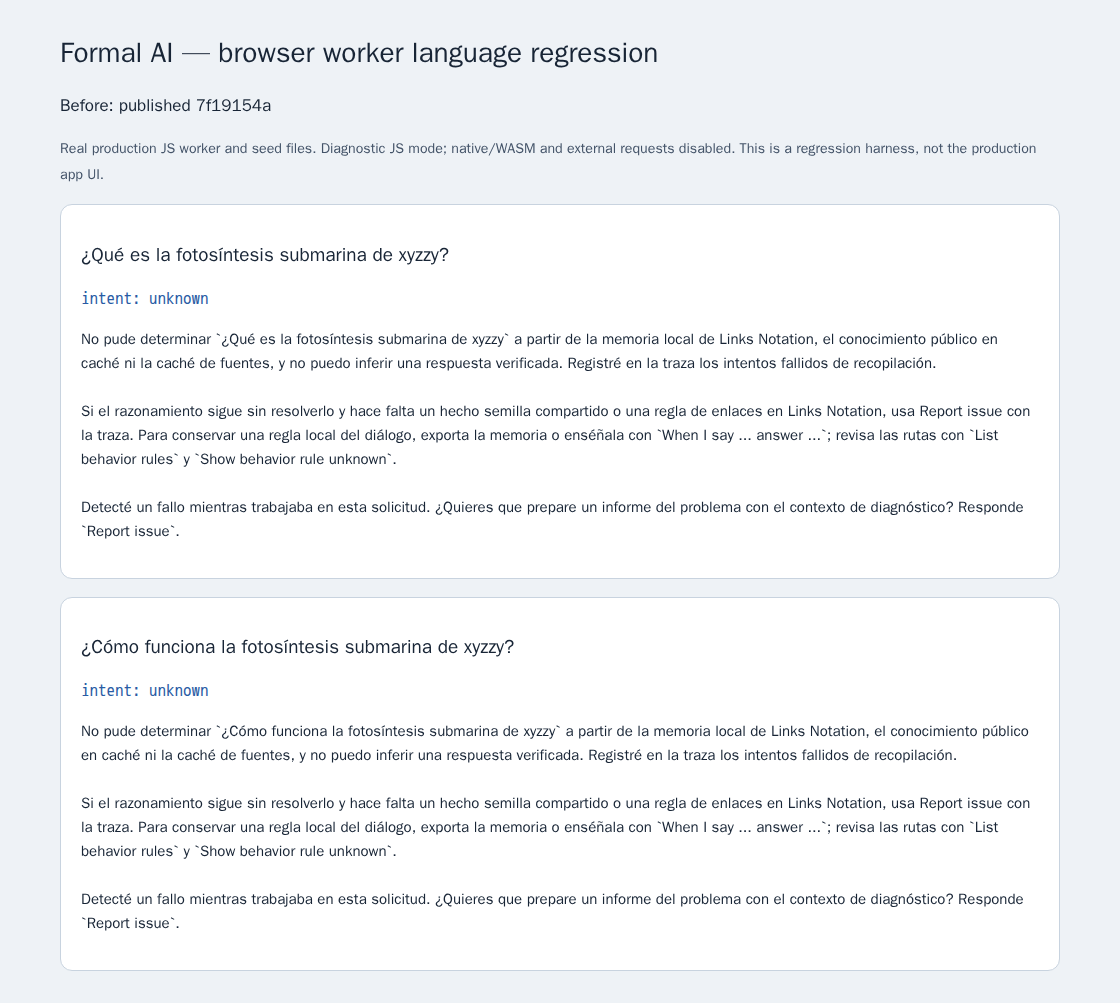 Formal AI — browser worker language regression
Before: published 7f19154a
Real production JS worker and seed files. Diagnostic JS mode; native/WASM and external requests disabled. This is a regression harness, not the production
app UI.
¿Qué es la fotosíntesis submarina de xyzzy?
intent: unknown
No pude determinar `¿Qué es la fotosíntesis submarina de xyzzy` a partir de la memoria local de Links Notation, el conocimiento público en
caché ni la caché de fuentes, y no puedo inferir una respuesta verificada. Registré en la traza los intentos fallidos de recopilación.
Si el razonamiento sigue sin resolverlo y hace falta un hecho semilla compartido o una regla de enlaces en Links Notation, usa Report issue con
la traza. Para conservar una regla local del diálogo, exporta la memoria o enséñala con `When I say ... answer ...`; revisa las rutas con `List
behavior rules` y `Show behavior rule unknown`.
Detecté un fallo mientras trabajaba en esta solicitud. ¿Quieres que prepare un informe del problema con el contexto de diagnóstico? Responde
`Report issue`.
¿Cómo funciona la fotosíntesis submarina de xyzzy?
intent: unknown
No pude determinar `¿Cómo funciona la fotosíntesis submarina de xyzzy` a partir de la memoria local de Links Notation, el conocimiento público
en caché ni la caché de fuentes, y no puedo inferir una respuesta verificada. Registré en la traza los intentos fallidos de recopilación.
Si el razonamiento sigue sin resolverlo y hace falta un hecho semilla compartido o una regla de enlaces en Links Notation, usa Report issue con
la traza. Para conservar una regla local del diálogo, exporta la memoria o enséñala con `When I say ... answer ...`; revisa las rutas con `List
behavior rules` y `Show behavior rule unknown`.
Detecté un fallo mientras trabajaba en esta solicitud. ¿Quieres que prepare un informe del problema con el contexto de diagnóstico? Responde
`Report issue`.